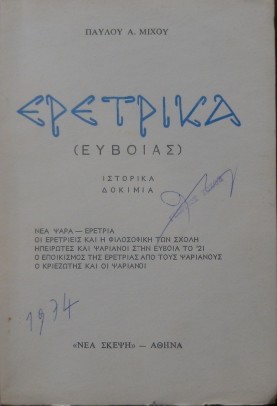 ΠΑΥΛΟΥ Α. ΜΙΧΟΥ
ΕΡΕΤΡΙΚΑ
(ΕΥΒΟΙΑΣ)
ΙΣΤΟΡΙΚΑ
ΔΟΚΙΜΙΑ
ΝΕΑ ΨΑΡΑ — ΕΡΕΤΡΙΑ
ΟΙ ΕΡΕΤΡΙΕΙΣ ΚΑΙ Η ΦΙΛΟΣΟΦΙΚΗ ΤΩΝ ΣΧΟΛΗ
ΗΠΕΙΡΩΤΕΣ ΚΑΙ ΨΑΡΙΑΝΟΙ ΣΤΗΝ ΕΥΒΟΙΑ ΤΟ '21
Ο ΕΠΟΙΚΙΣΜΟΣ ΤΗΣ ΕΡΕΤΡΙΑΣ ΑΠΟ ΤΟΥΣ ΨΑΡΙΑΝΟΥΣ
Ο ΚΡΙΕΖΩΤΗΣ ΚΑΙ ΟΙ ΨΑΡΙΑΝΟΙ
1974
«ΝΕΑ ΣΚΕΨΗ» — ΑΘΗΝΑ